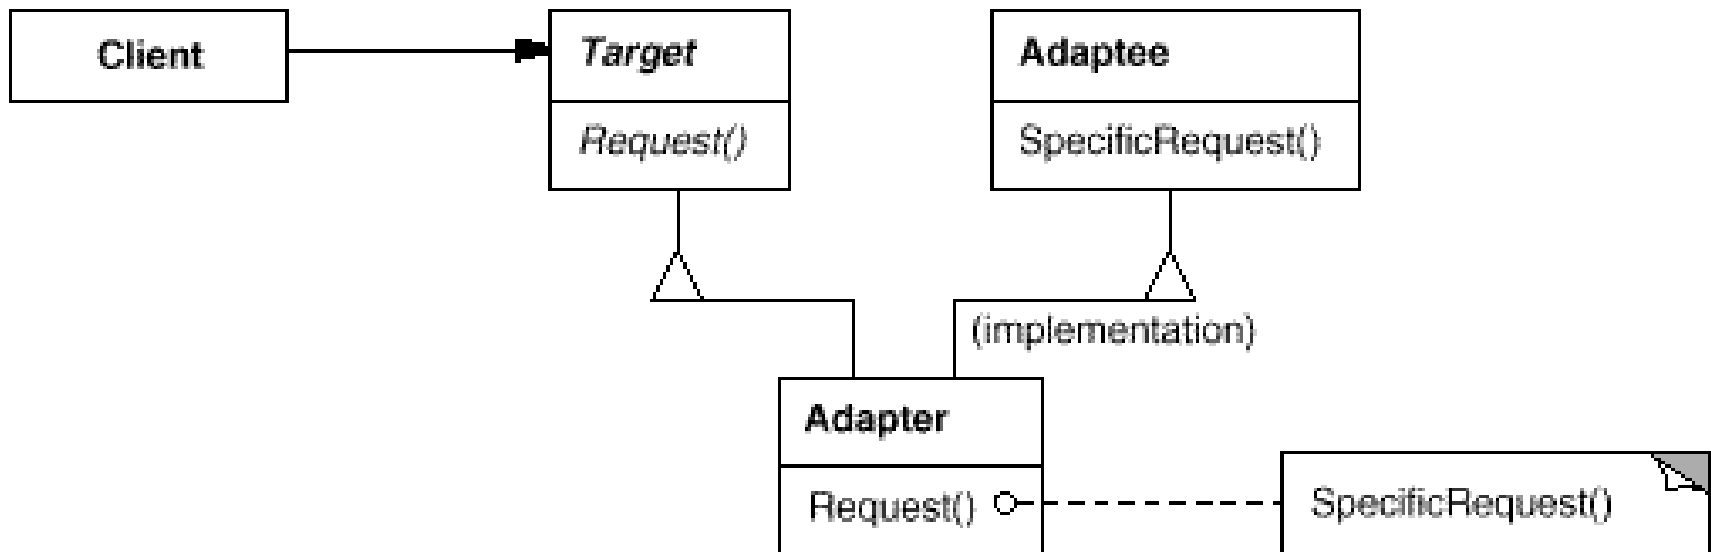 Client
Target
Request()
Adaptee
SpecificRequest()
(implementation)
Adapter
Request()
SpecificRequest()